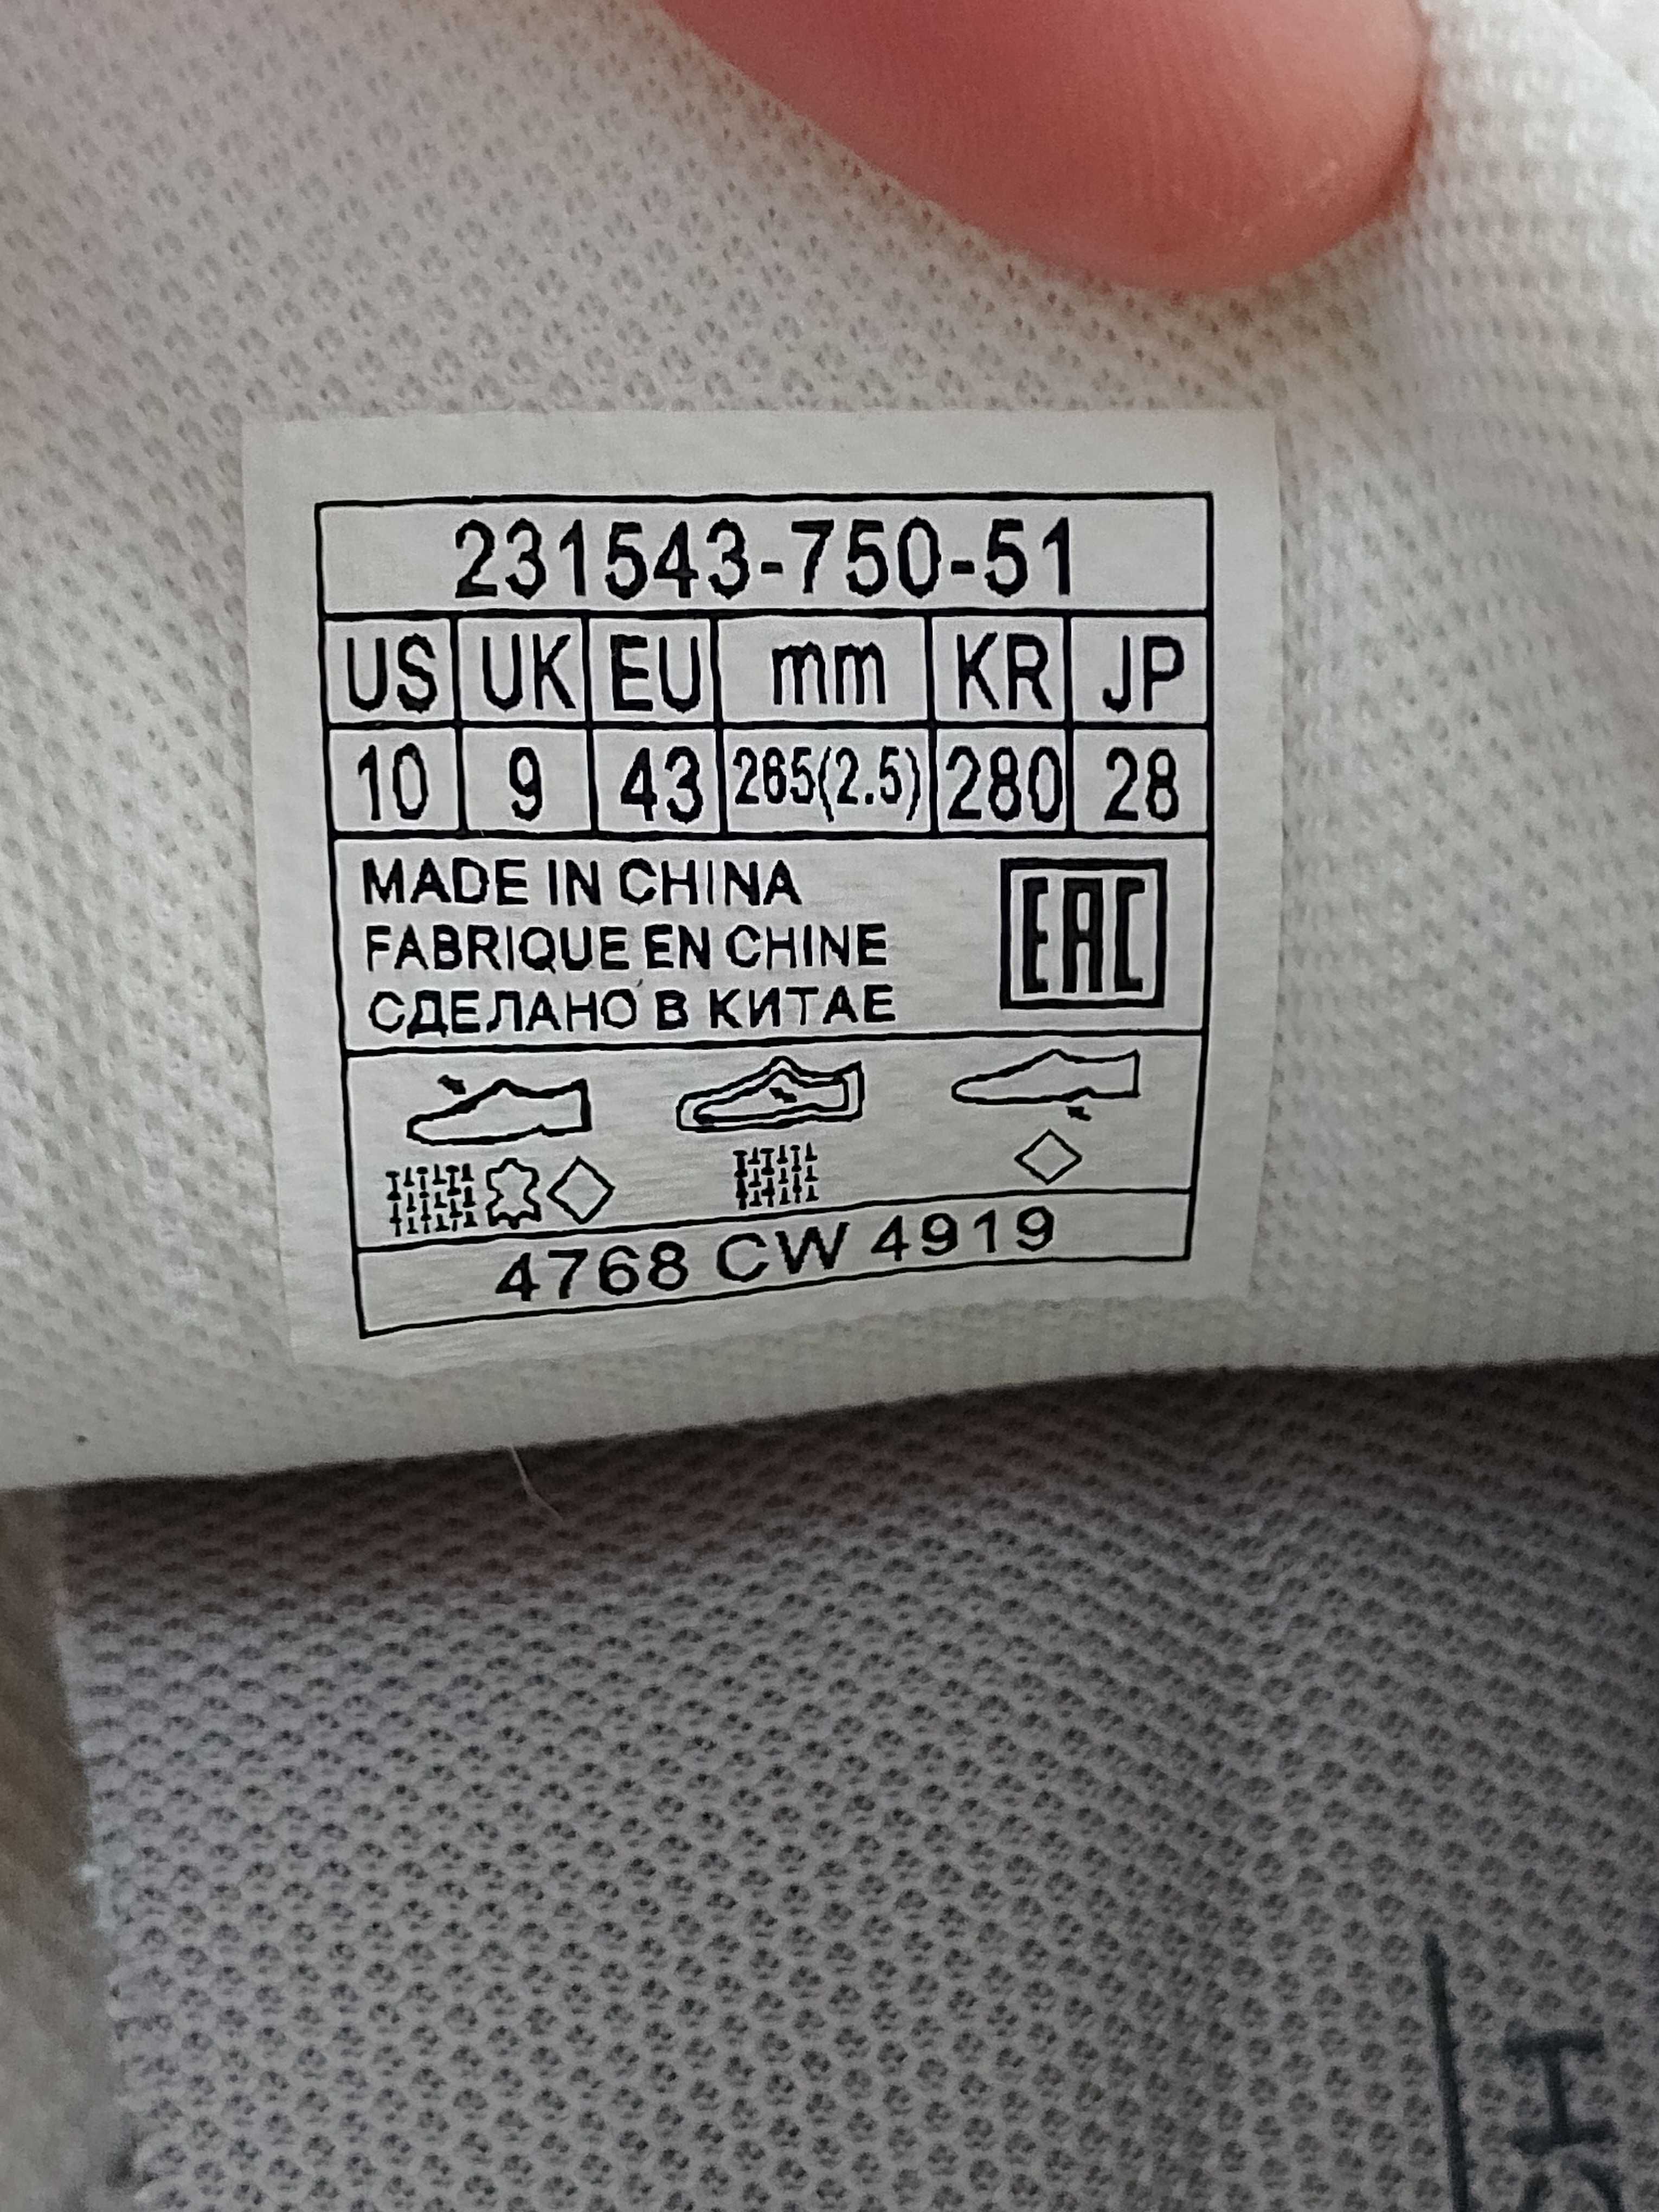 231543-750-51
US UK EU mm KR JP
10 9 43 265(2.5) 280 28
MADE IN CHINA
FABRIQUE EN CHINE
СДЕЛАНО В КИТАЕ
EAC
4768 CW 4919